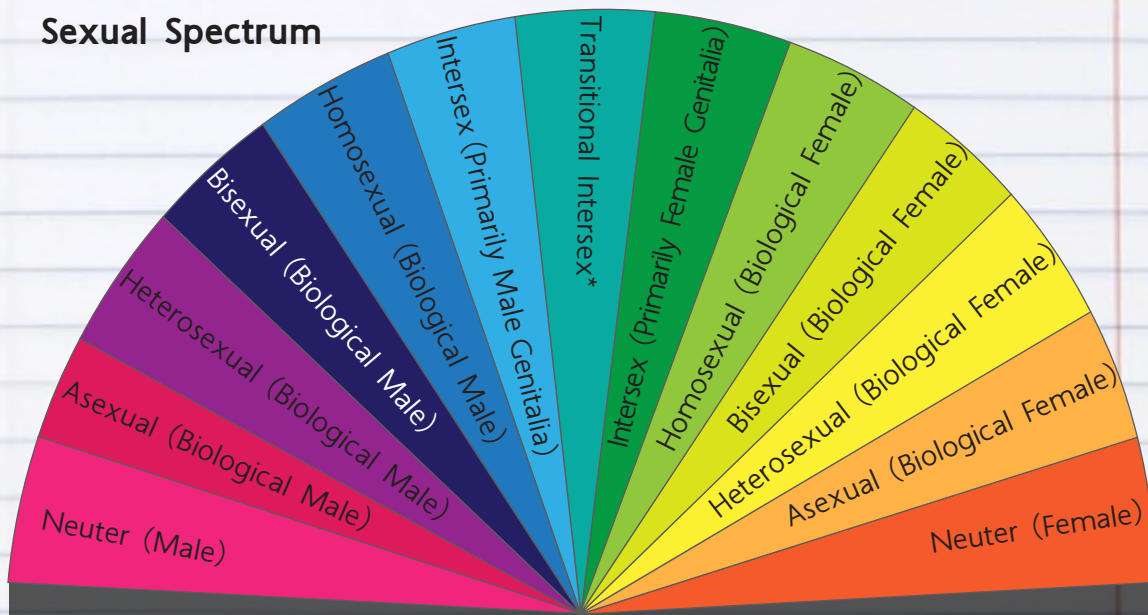 Sexual Spectrum
Neuter (Male)
Asexual (Biological Male)
Heterosexual (Biological Male)
Bisexual (Biological Male)
Homosexual (Biological Male)
Intersex (Primarily Male Genitalia)
Transitional Intersex*
Intersex (Primarily Female Genitalia)
Homosexual (Biological Female)
Bisexual (Biological Female)
Heterosexual (Biological Female)
Asexual (Biological Female)
Neuter (Female)